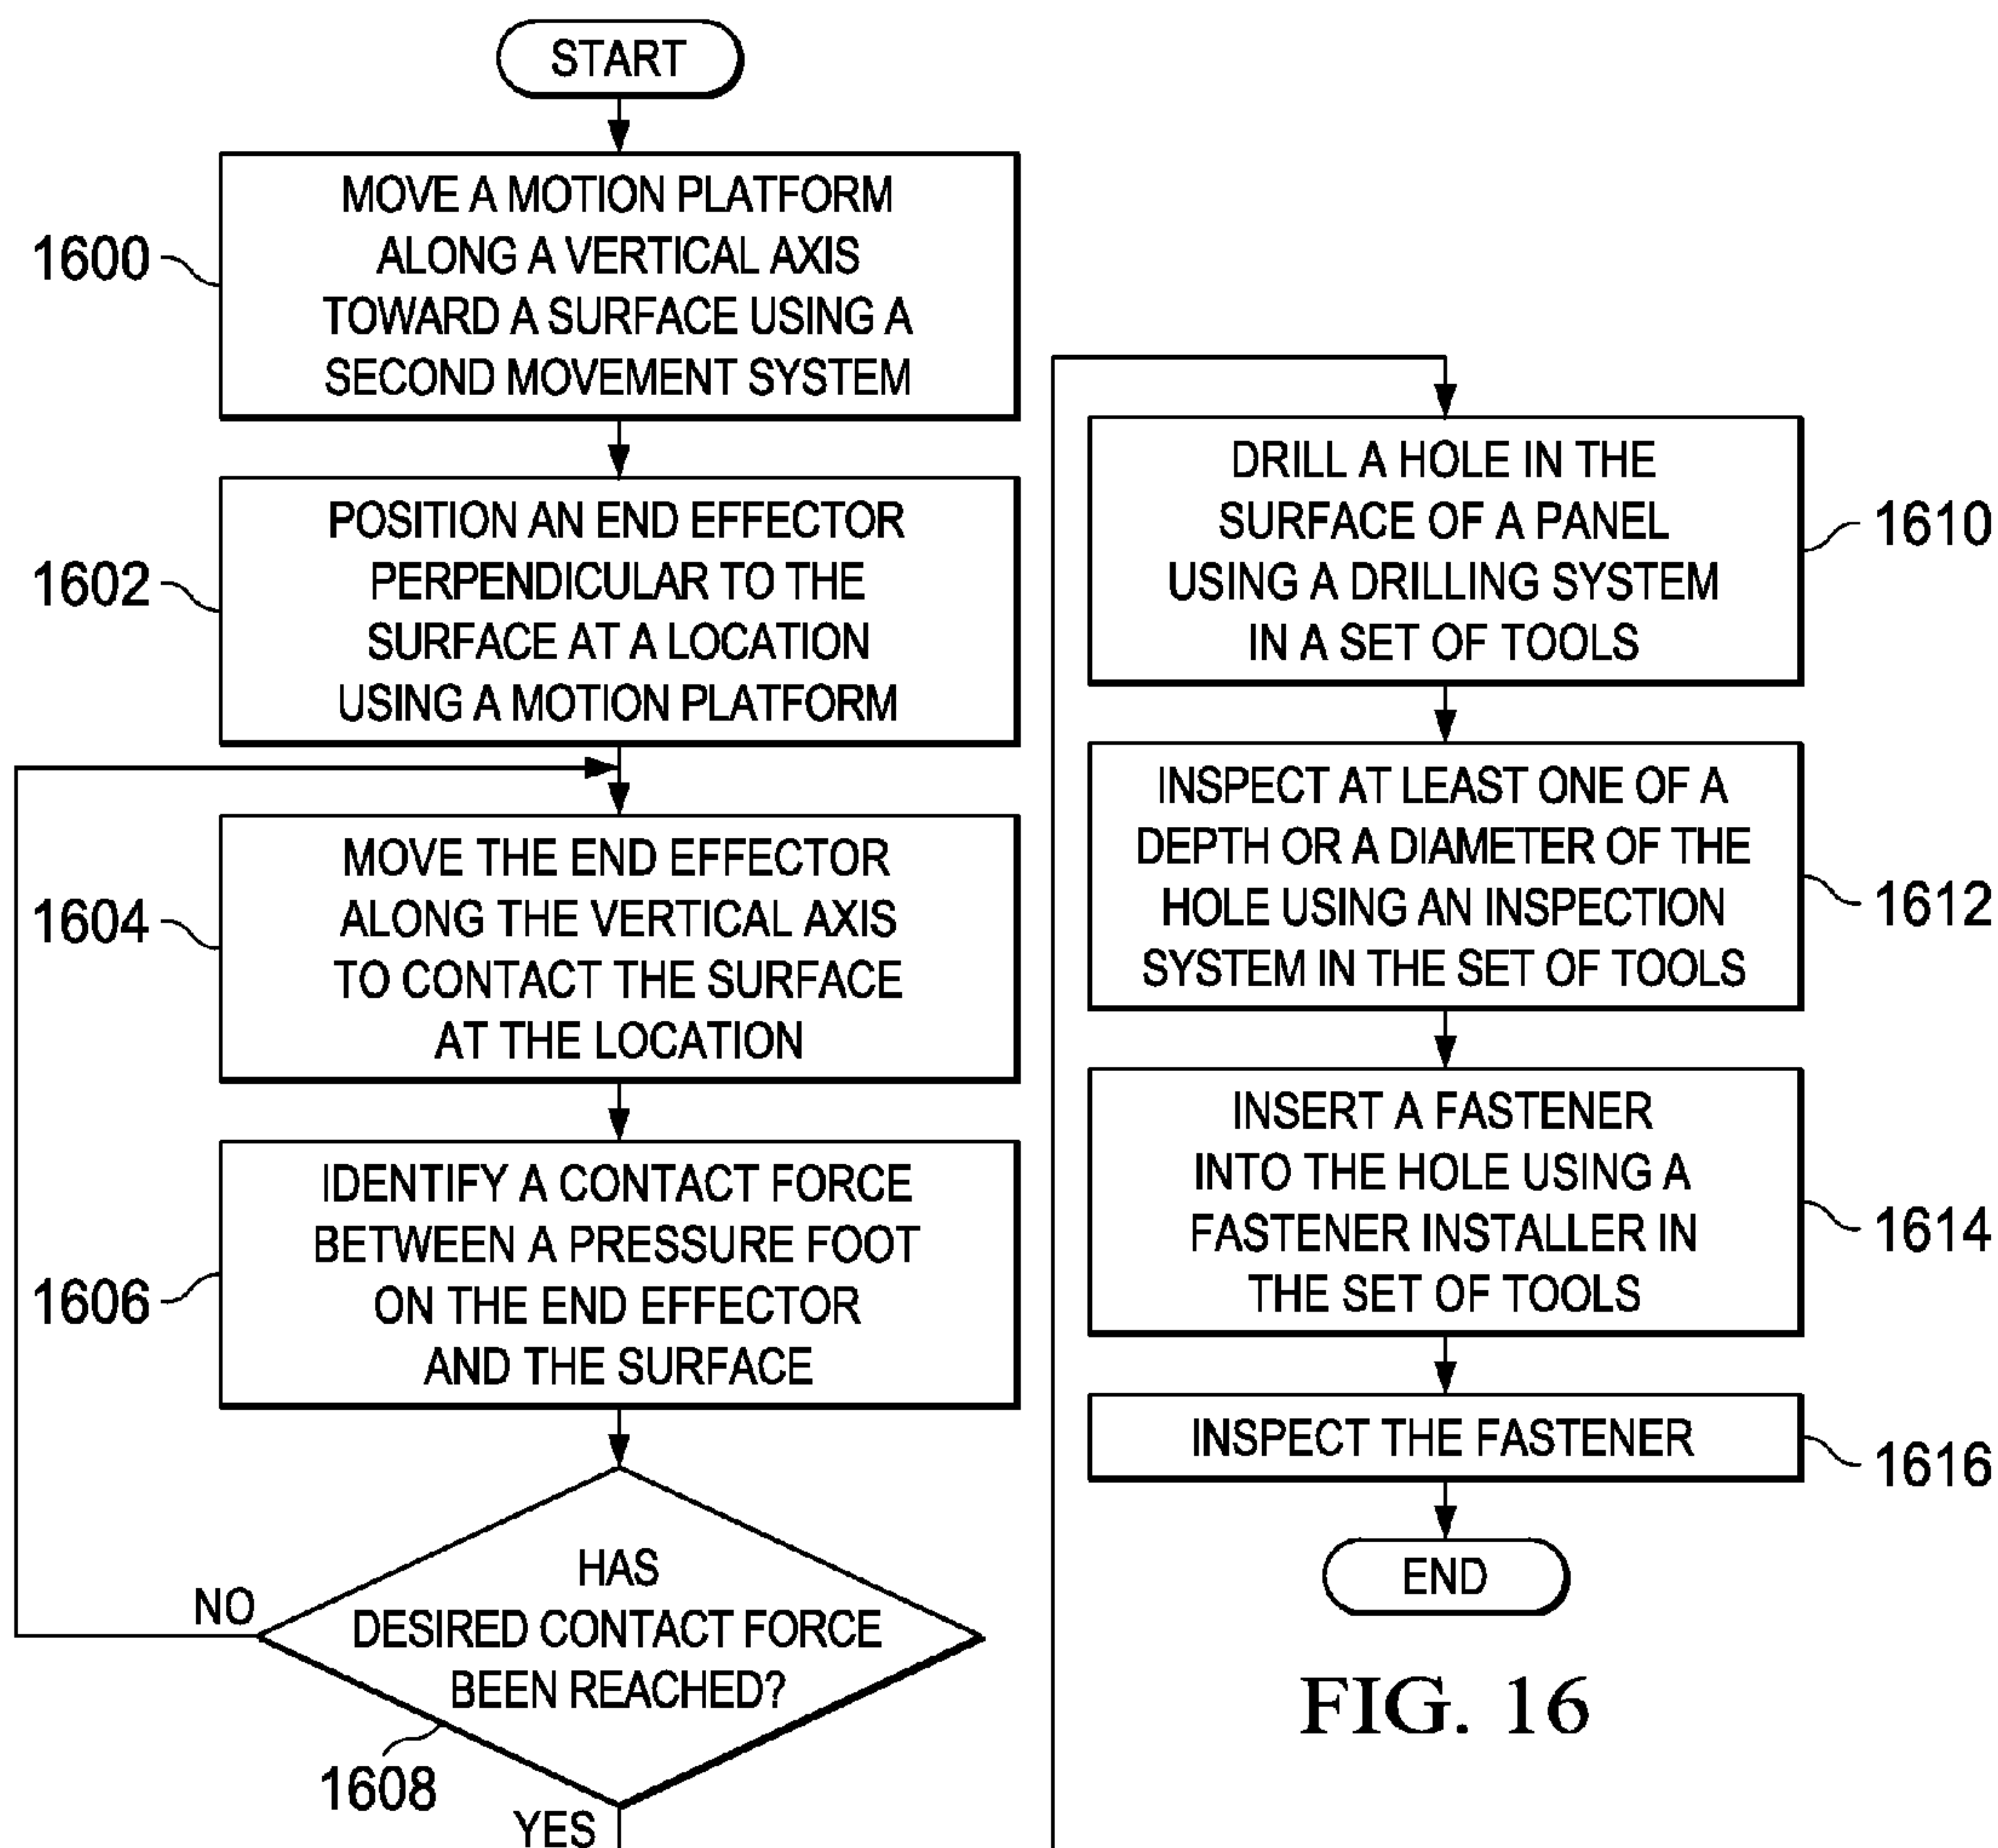 START
1600
MOVE A MOTION PLATFORM
ALONG A VERTICAL AXIS
TOWARD A SURFACE USING A
SECOND MOVEMENT SYSTEM
1602
POSITION AN END EFFECTOR
PERPENDICULAR TO THE
SURFACE AT A LOCATION
USING A MOTION PLATFORM
1604
MOVE THE END EFFECTOR
ALONG THE VERTICAL AXIS
TO CONTACT THE SURFACE
AT THE LOCATION
1606
IDENTIFY A CONTACT FORCE
BETWEEN A PRESSURE FOOT
ON THE END EFFECTOR
AND THE SURFACE
NO
HAS
DESIRED CONTACT FORCE
BEEN REACHED?
1608
YES
DRILL A HOLE IN THE
SURFACE OF A PANEL
USING A DRILLING SYSTEM
IN A SET OF TOOLS
1610
INSPECT AT LEAST ONE OF A
DEPTH OR A DIAMETER OF THE
HOLE USING AN INSPECTION
SYSTEM IN THE SET OF TOOLS
1612
INSERT A FASTENER
INTO THE HOLE USING A
FASTENER INSTALLER IN
THE SET OF TOOLS
1614
INSPECT THE FASTENER
1616
END
FIG. 16